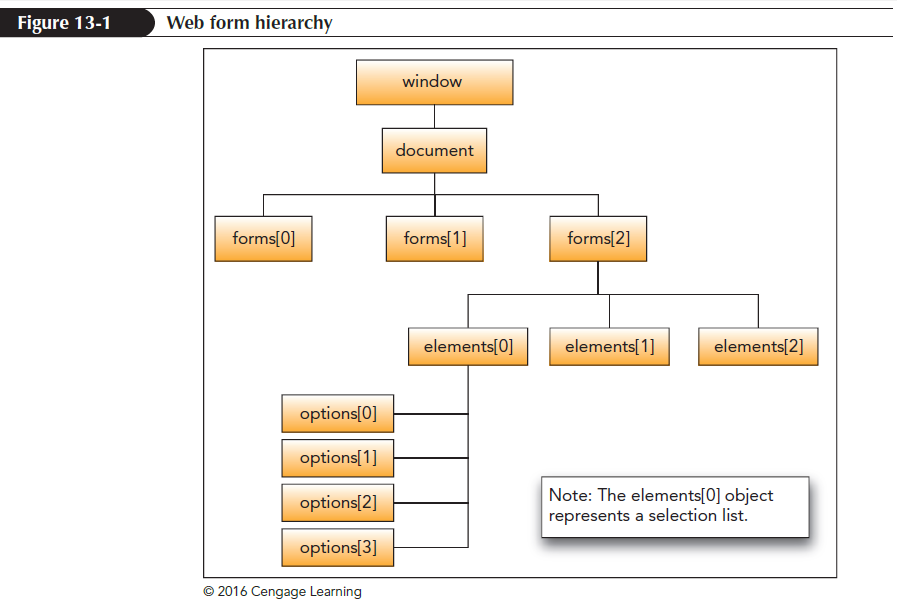 Figure 13-1 Web form hierarchy
window
document
forms[0] forms[1] forms[2]
elements[0] elements[1] elements[2]
options[0]
options[1]
options[2]
options[3]
Note: The elements[0] object
represents a selection list.
© 2016 Cengage Learning